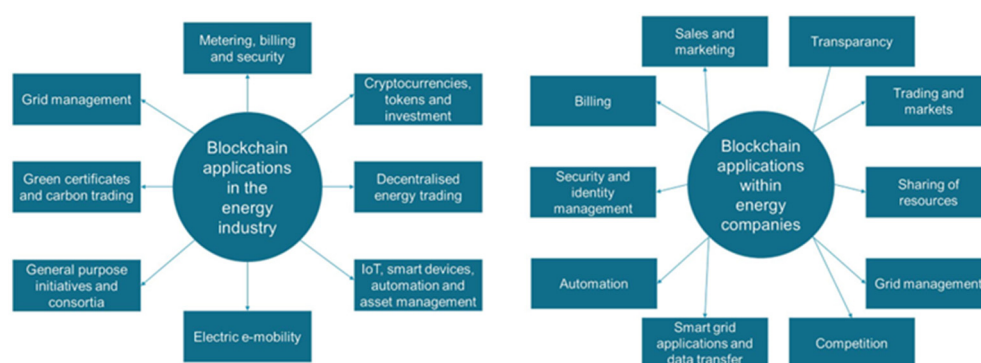 Metering, billing
and security
Grid management
Cryptocurrencies,
tokens and
investment
Blockchain
applications
in the
energy
industry
Green certificates
and carbon trading
Decentralised
energy trading
General purpose
initiatives and
consortia
IoT, smart devices,
automation and
asset management
Electric e-mobility
Sales and
marketing
Transparancy
Billing
Trading and
markets
Blockchain
applications
within
energy
companies
Security and
identity
management
Sharing of
resources
Automation
Grid management
Smart grid
applications and
data transfer
Competition